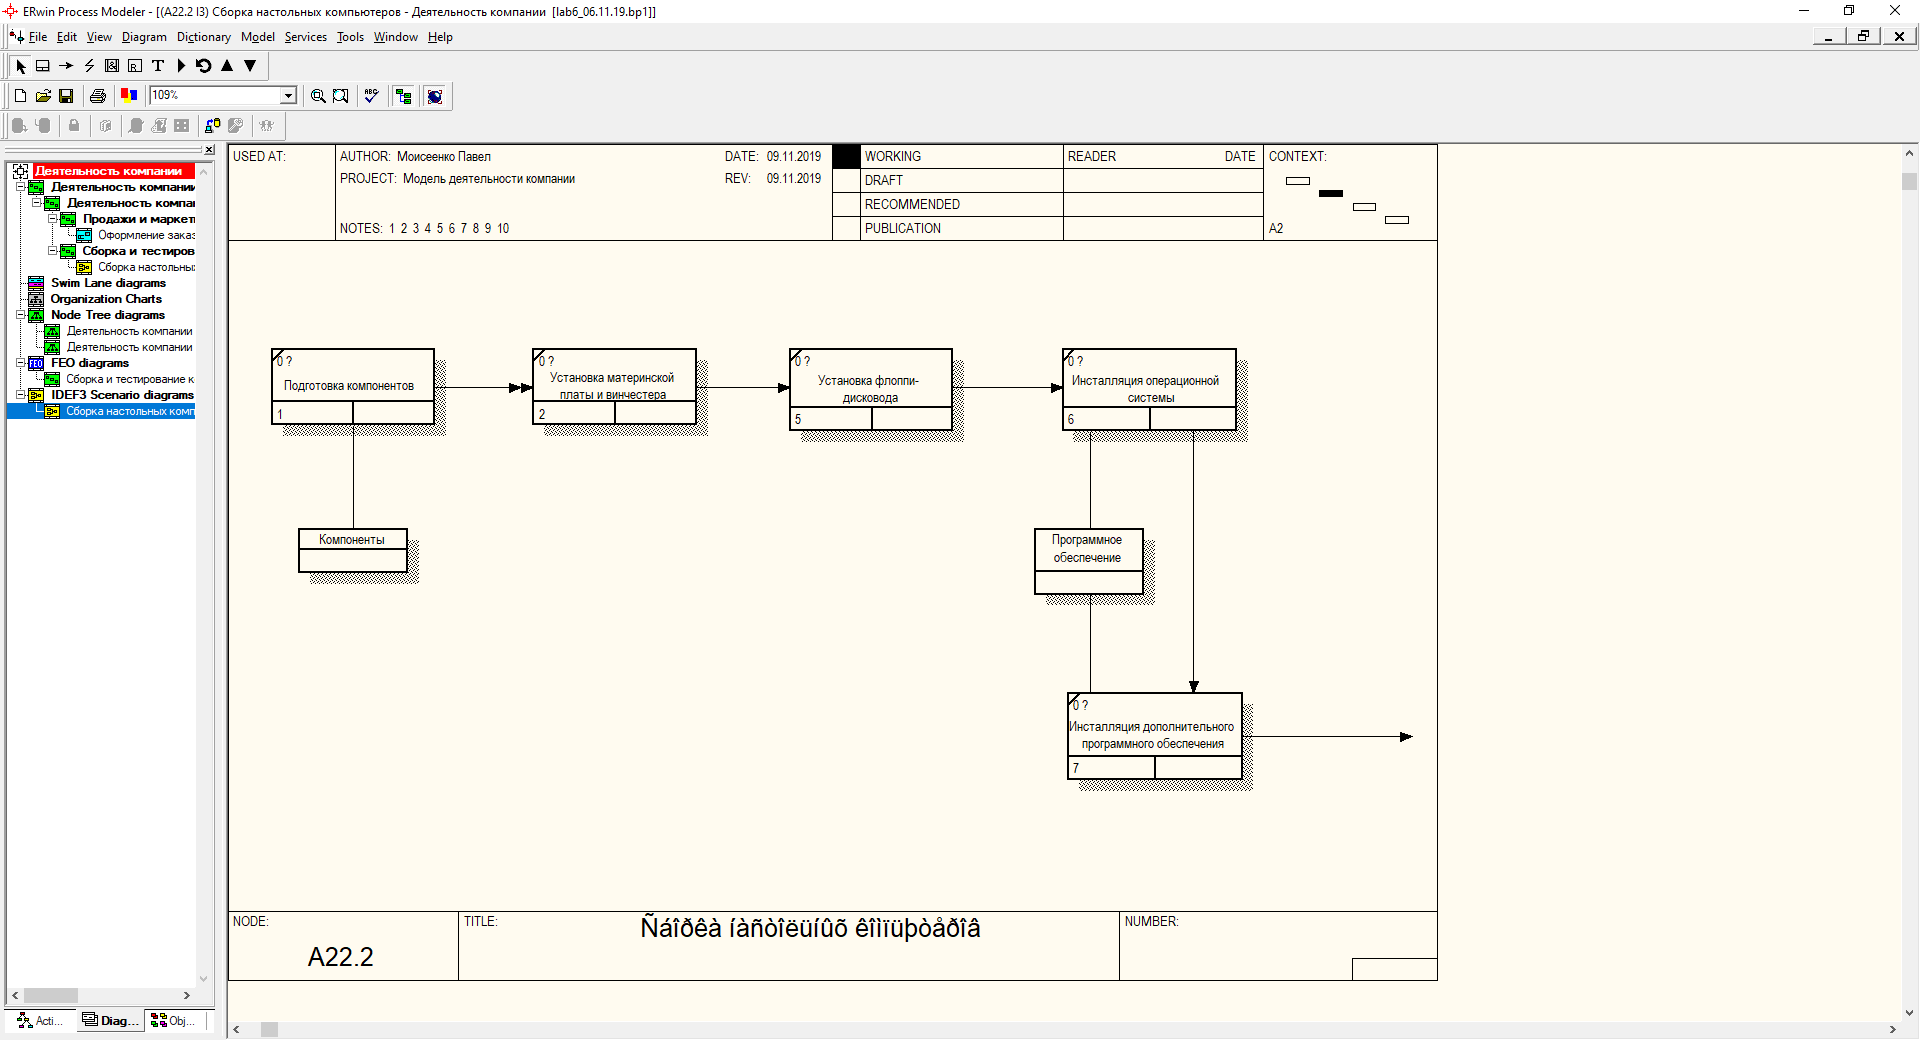 ERwin Process Modeler - [(A22.2 I3) Сборка настольных компьютеров - Деятельность компании [lab6_06.11.19.bp1]]
File Edit View Diagram Dictionary Model Services Tools Window Help
109%
Деятельность компании
Деятельность компании
Деятельность компа
Продажи и маркет
Оформление заказ
Сборка и тестиров
Сборка настольны
Swim Lane diagrams
Organization Charts
Node Tree diagrams
Деятельность компании
Деятельность компании
FEO diagrams
Сборка и тестирование к
IDEF3 Scenario diagrams
Сборка настольных комп
Acti... Diag... Obj...
USED AT:
AUTHOR: Моисеенко Павел
DATE: 09.11.2019
PROJECT: Модель деятельности компании
REV: 09.11.2019
NOTES: 1 2 3 4 5 6 7 8 9 10
WORKING
DRAFT
RECOMMENDED
PUBLICATION
READER DATE
CONTEXT:
A2
0 ?
Подготовка компонентов
1
0 ?
Установка материнской
платы и винчестера
2
0 ?
Установка флоппи-
дисковода
5
0 ?
Инсталляция операционной
системы
6
Компоненты
Программное
обеспечение
0 ?
Инсталляция дополнительного
программного обеспечения
7
NODE:
A22.2
TITLE:
Ñáîðêà íàñòîëüíûõ êîìïüþòåðîâ
NUMBER: